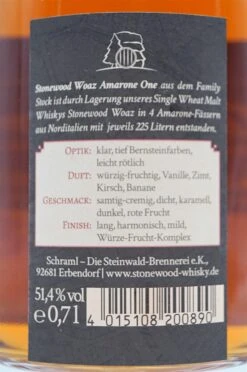 Stonewood Woaz Amarone One aus dem Family
Stock ist durch Lagerung unseres Single Wheat Malt
Whiskys Stonewood Woaz in 4 Amarone-Fässern
aus Norditalien mit jeweils 225 Litern entstanden.
OPTIK: klar, tief Bernsteinfarben,
leicht rötlich
DUFT: würzig-fruchtig, Vanille, Zimt,
Kirsch, Banane
GESCHMACK: samtig-cremig, dicht, karamell,
dunkel, rote Frucht
FINISH: lang, harmonisch, mild,
Würze-Frucht-Komplex
Schraml – Die Steinwald-Brennerei e.K.,
92681 Erbendorf / www.stonewood-whisky.de
51,4% vol
e 0,7 l
4 015108 200890